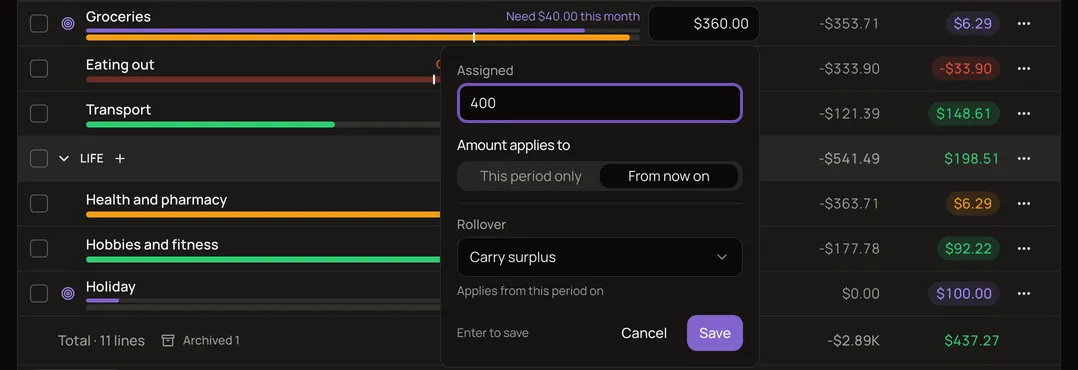 Groceries
Need $40.00 this month
$360.00
-$353.71
$6.29
Eating out
-$333.90
-$33.90
Transport
-$121.39
$148.61
LIFE +
-$541.49
$198.51
Health and pharmacy
-$363.71
$6.29
Hobbies and fitness
-$177.78
$92.22
Holiday
$0.00
$100.00
Total · 11 lines
Archived 1
-$2.89K
$437.27
Assigned
400
Amount applies to
This period only
From now on
Rollover
Carry surplus
Applies from this period on
Enter to save
Cancel
Save